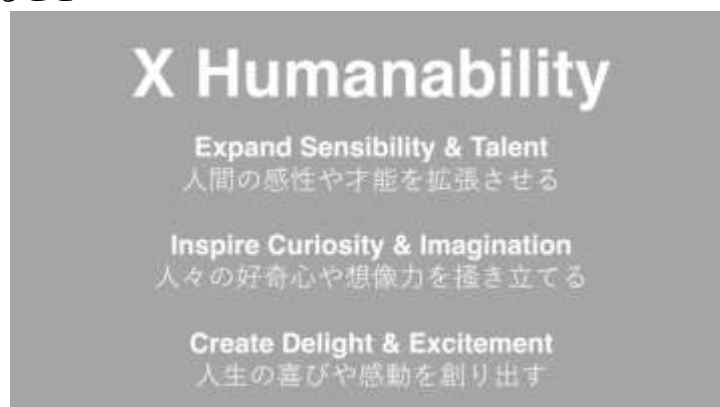 X Humanability
Expand Sensibility & Talent
人間の感性や才能を拡張させる
Inspire Curiosity & Imagination
人々の好奇心や想像力を掻き立てる
Create Delight & Excitement
人生の喜びや感動を創り出す